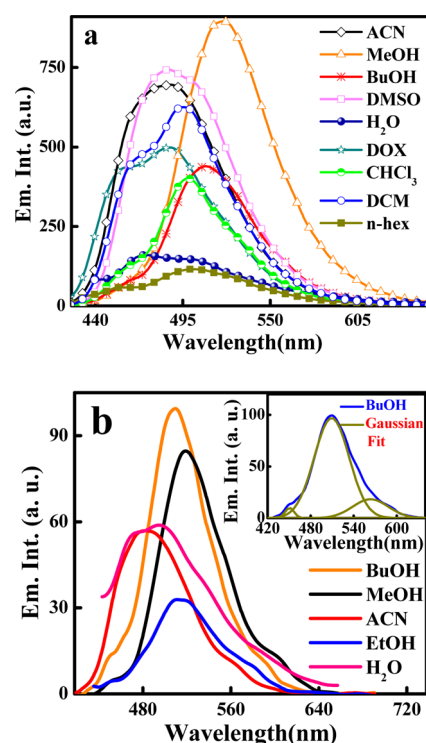 a
ACN
MeOH
BuOH
DMSO
H2O
DOX
CHCl3
DCM
n-hex
Em. Int. (a.u.)
750
500
250
0
440 495 550 605
Wavelength(nm)
b
Em. Int. (a. u.)
90
60
30
0
480 560 640 720
Wavelength(nm)
BuOH
MeOH
ACN
EtOH
H2O
BuOH
Gaussian
Fit
Em. Int. (a. u.)
100
50
0
420 480 540 600
Wavelength(nm)